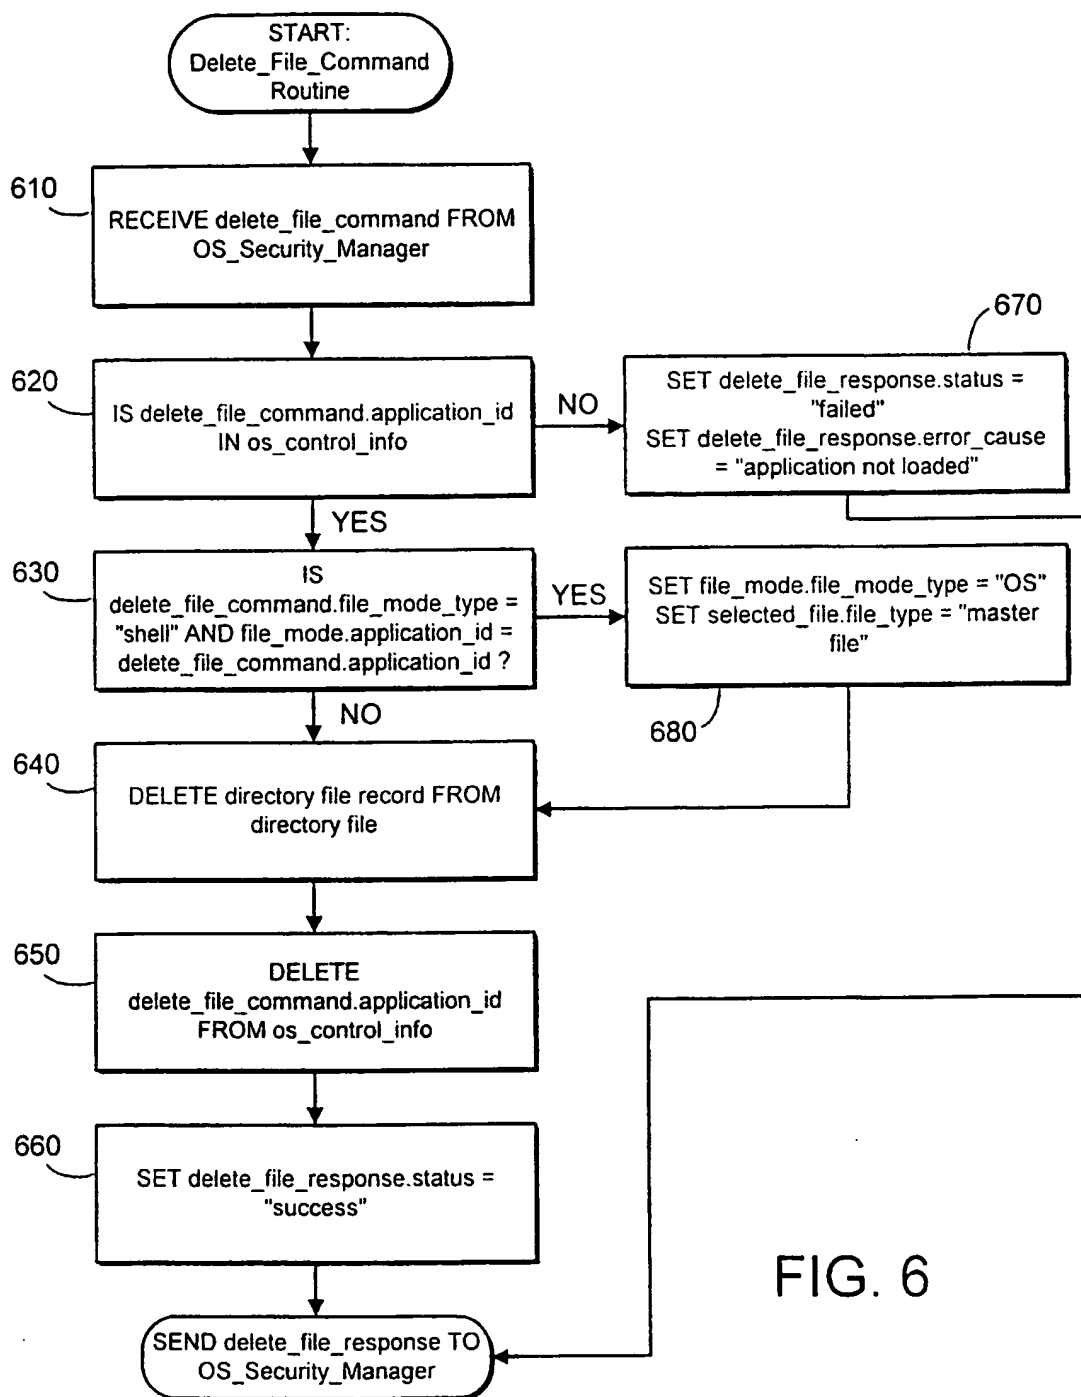 START:
Delete_File_Command
Routine
610
RECEIVE delete_file_command FROM
OS_Security_Manager
670
620
IS delete_file_command.application_id
IN os_control_info
NO
SET delete_file_response.status =
"failed"
SET delete_file_response.error_cause
= "application not loaded"
YES
630
IS
delete_file_command.file_mode_type =
"shell" AND file_mode.application_id =
delete_file_command.application_id ?
YES
SET file_mode.file_mode_type = "OS"
SET selected_file.file_type = "master
file"
NO
680
640
DELETE directory file record FROM
directory file
650
DELETE
delete_file_command.application_id
FROM os_control_info
660
SET delete_file_response.status =
"success"
FIG. 6
SEND delete_file_response TO
OS_Security_Manager